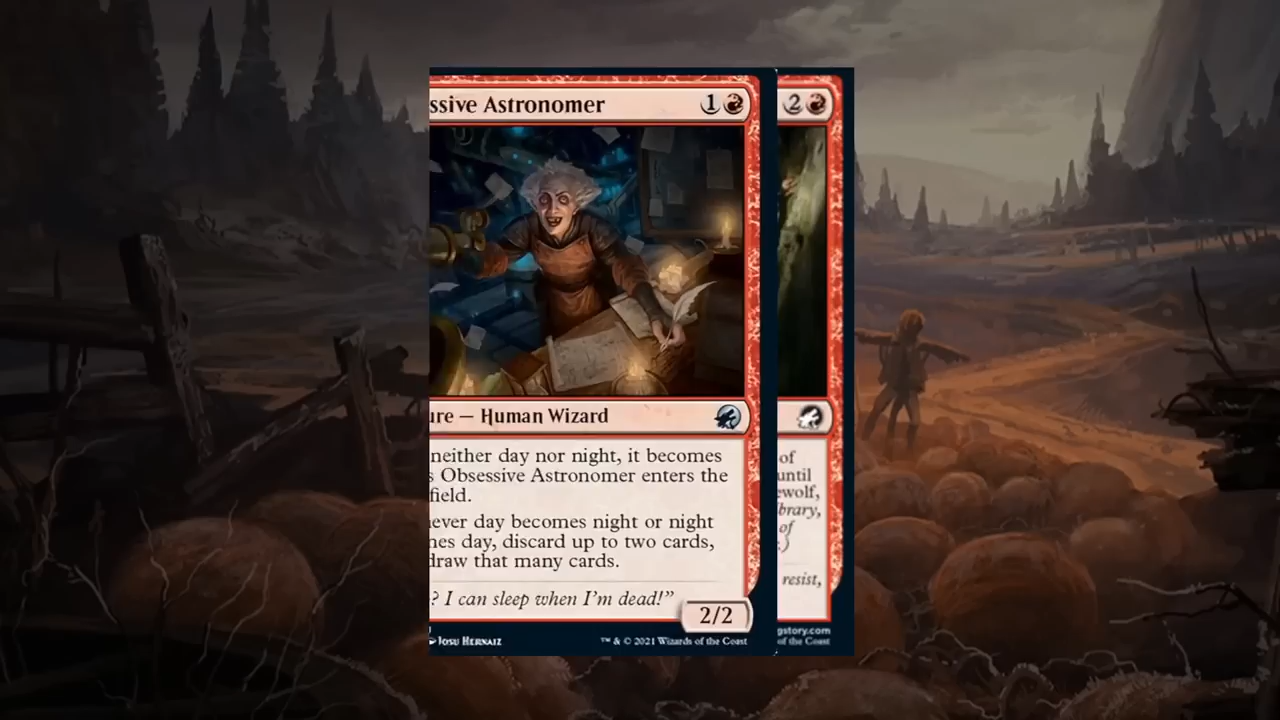 ssive Astronomer 1
2
ure — Human Wizard
neither day nor night, it becomes
s Obsessive Astronomer enters the
field.
ever day becomes night or night
nes day, discard up to two cards,
draw that many cards.
? I can sleep when I'm dead!"
2/2
Josu Hernaiz
™ & © 2021 Wizards of the Coast
of
until
ewolf,
brary,
of
.)
resist,
gstory.com
of the Coast